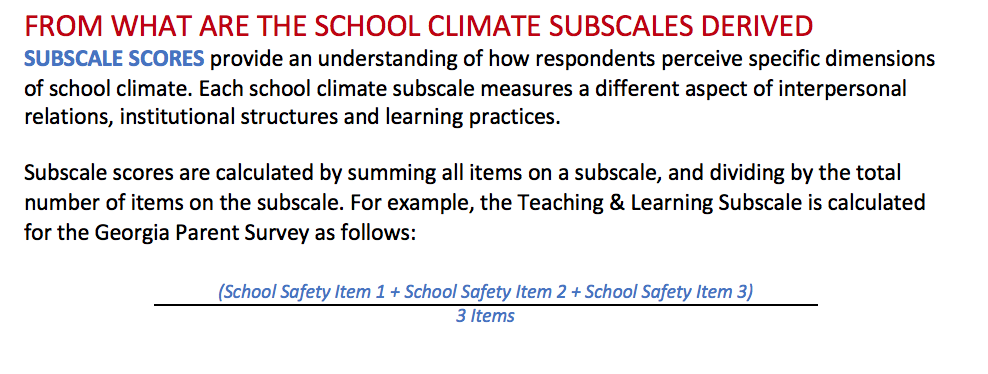 FROM WHAT ARE THE SCHOOL CLIMATE SUBSCALES DERIVED
SUBSCALE SCORES provide an understanding of how respondents perceive specific dimensions
of school climate. Each school climate subscale measures a different aspect of interpersonal
relations, institutional structures and learning practices.
Subscale scores are calculated by summing all items on a subscale, and dividing by the total
number of items on the subscale. For example, the Teaching & Learning Subscale is calculated
for the Georgia Parent Survey as follows:
(School Safety Item 1 + School Safety Item 2 + School Safety Item 3)
3 Items